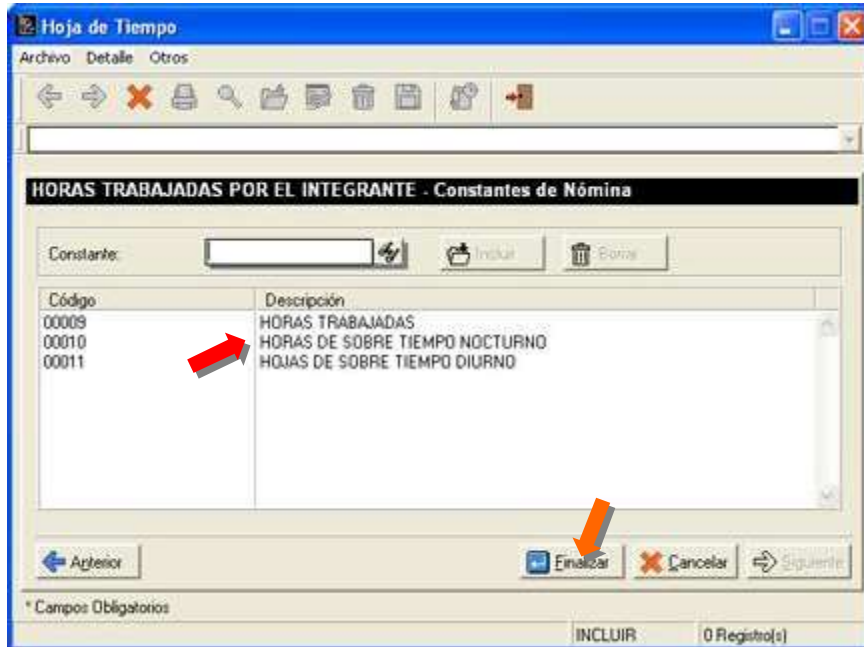 Hoja de Tiempo
Archivo Detalle Otros
HORAS TRABAJADAS POR EL INTEGRANTE - Constantes de Nómina
Constante: Incluir Borrar
Código Descripción
00009 HORAS TRABAJADAS
00010 HORAS DE SOBRE TIEMPO NOCTURNO
00011 HOJAS DE SOBRE TIEMPO DIURNO
Anterior Finalizar Cancelar Siguiente
* Campos Obligatorios
INCLUIR 0 Registro(s)